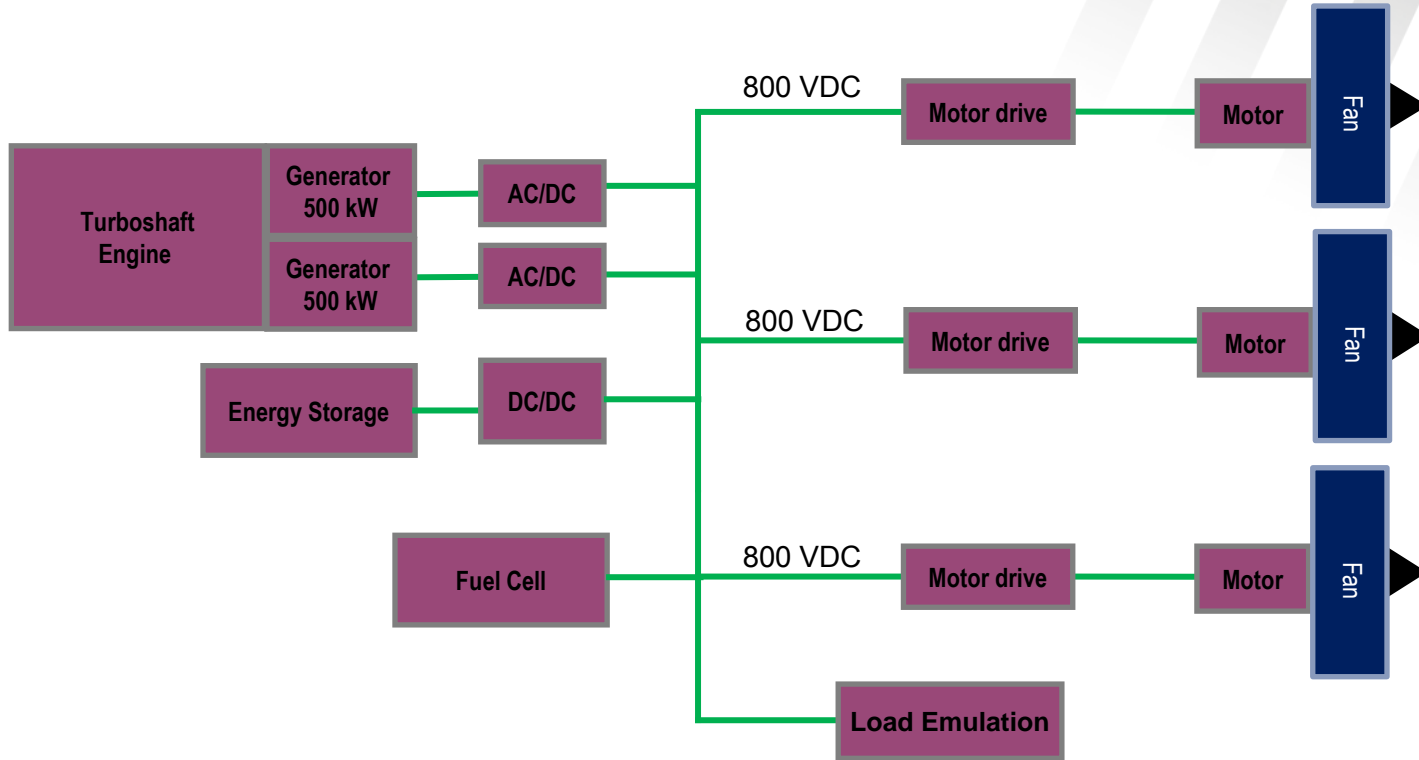 800 VDC
Motor drive
Motor
Fan
Turboshaft
Engine
Generator
500 kW
AC/DC
Generator
500 kW
AC/DC
800 VDC
Motor drive
Motor
Fan
Energy Storage
DC/DC
Fuel Cell
800 VDC
Motor drive
Motor
Fan
Load Emulation